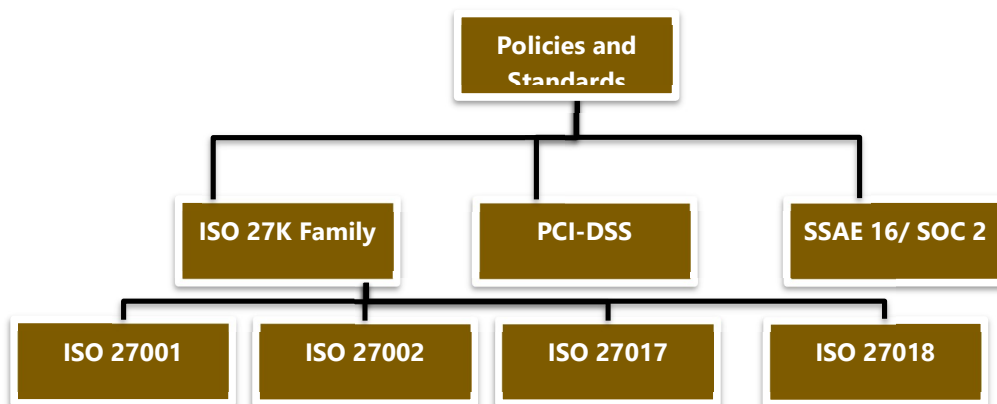 Policies and
Standards
ISO 27K Family
PCI-DSS
SSAE 16/ SOC 2
ISO 27001
ISO 27002
ISO 27017
ISO 27018